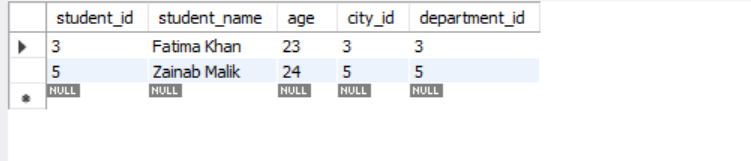 student_id student_name age city_id department_id
3 Fatima Khan 23 3 3
5 Zainab Malik 24 5 5
NULL NULL NULL NULL NULL